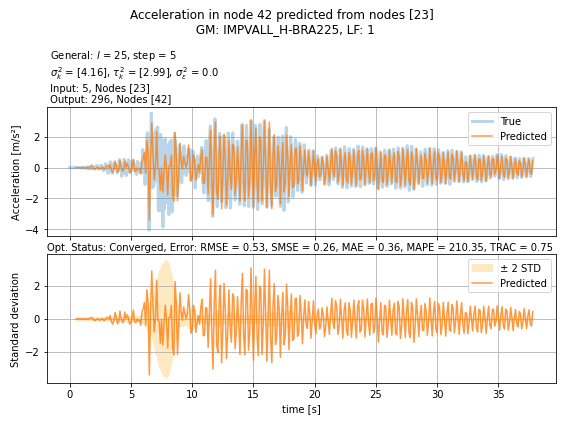 Acceleration in node 42 predicted from nodes [23]
GM: IMPVALL_H-BRA225, LF: 1
General: l = 25, step = 5
σ²ₖ = [4.16], τ²ₖ = [2.99], σ²ε = 0.0
Input: 5, Nodes [23]
Output: 296, Nodes [42]
True
Predicted
Acceleration [m/s²]
2
0
−2
−4
Opt. Status: Converged, Error: RMSE = 0.53, SMSE = 0.26, MAE = 0.36, MAPE = 210.35, TRAC = 0.75
± 2 STD
Predicted
Standard deviation
2
0
−2
0 5 10 15 20 25 30 35
time [s]